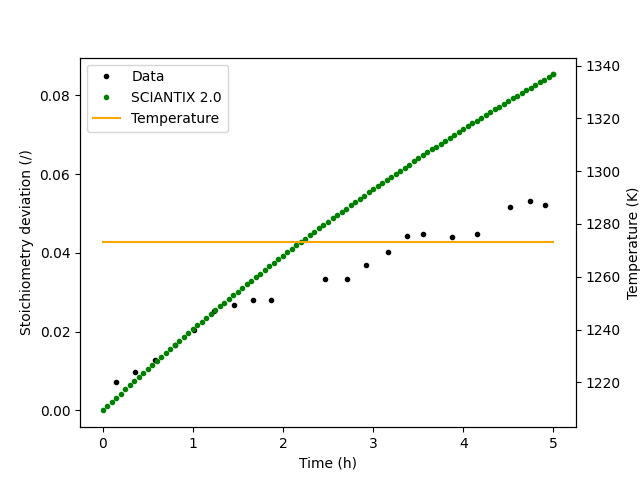 Data
SCIANTIX 2.0
Temperature
Stoichiometry deviation (/)
0.08
0.06
0.04
0.02
0.00
1340
1320
1300
1280
1260
1240
1220
Temperature (K)
0 1 2 3 4 5
Time (h)